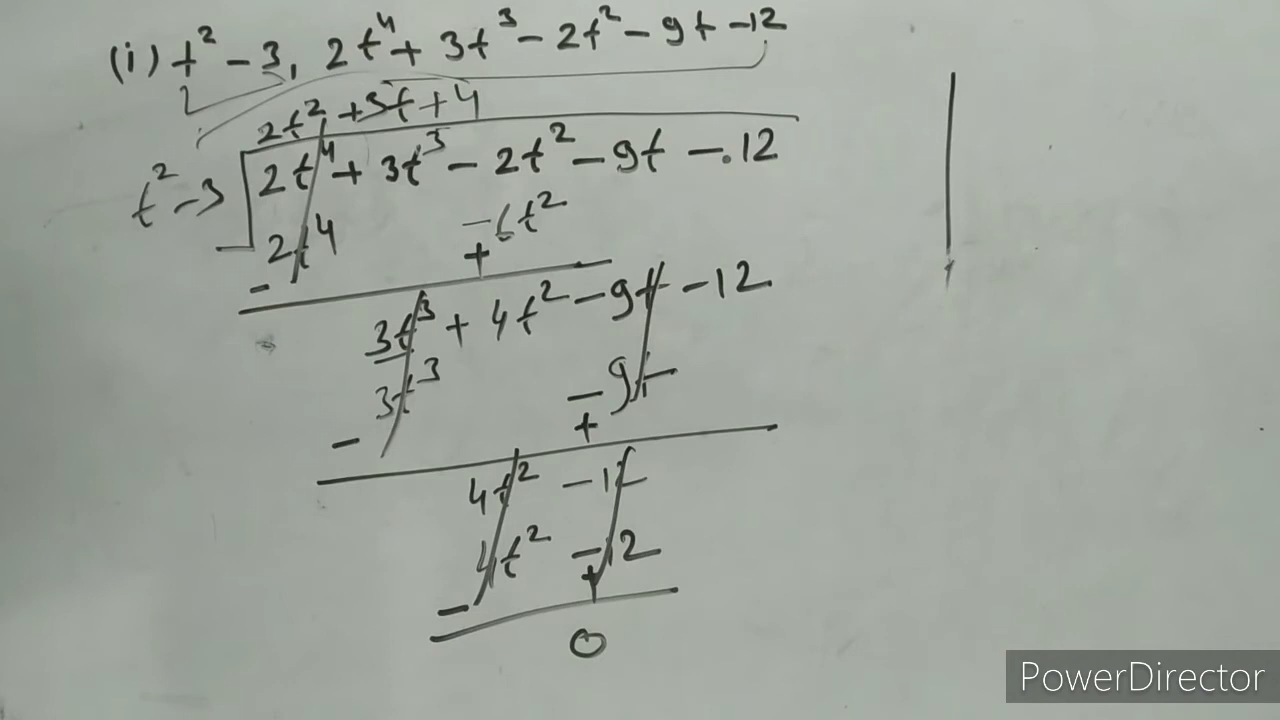 (i) t² - 3, 2t⁴ + 3t³ - 2t² - 9t - 12
2t² + 3t + 4
t² - 3 2t⁴ + 3t³ - 2t² - 9t - .12
2t⁴ - 6t²
- +
3t³ + 4t² - 9t - 12
3t³ - 9t
- +
4t² - 12
4t² - 12
- +
0
PowerDirector